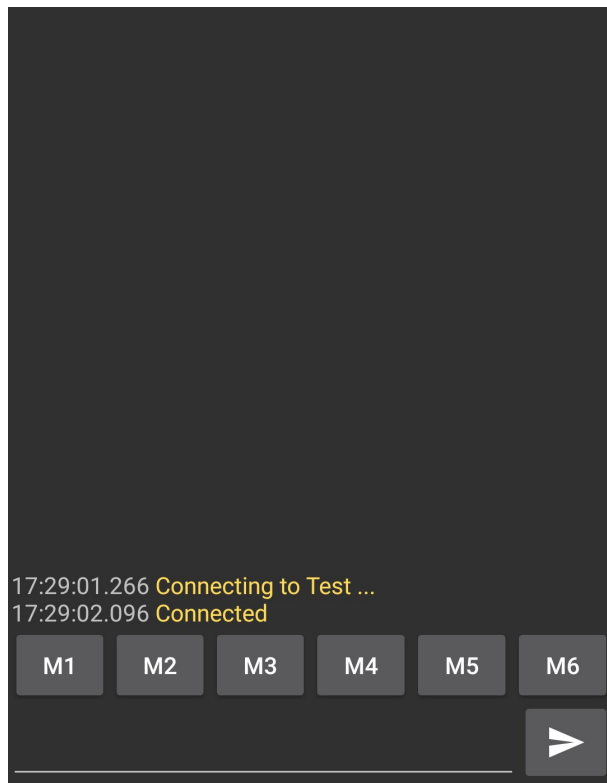 17:29:01.266 Connecting to Test ...
17:29:02.096 Connected
M1 M2 M3 M4 M5 M6